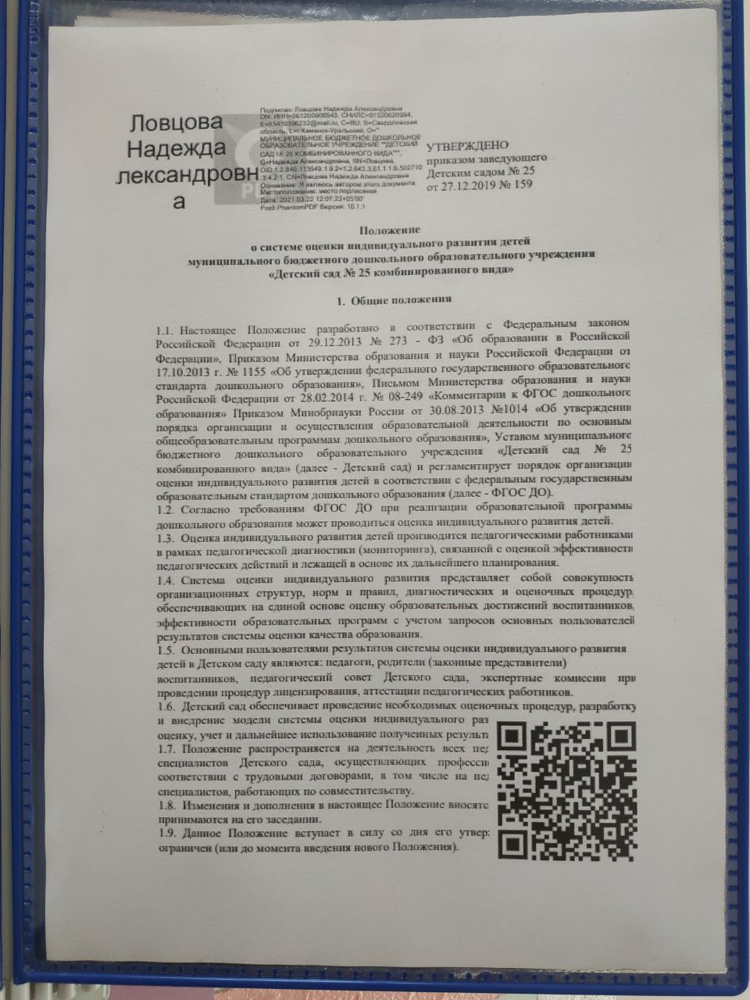 Ловцова
Надежда
лександровн
а
Подписан: Ловцова Надежда Александровна
DN: ИНН=661200908543, СНИЛС=01520620994,
E=83439396232@mail.ru, C=RU, S=Свердловская
область, L=г.Каменск-Уральский, O="
МУНИЦИПАЛЬНОЕ БЮДЖЕТНОЕ ДОШКОЛЬНОЕ
ОБРАЗОВАТЕЛЬНОЕ УЧРЕЖДЕНИЕ ""ДЕТСКИЙ
САД № 25 КОМБИНИРОВАННОГО ВИДА""",
G=Надежда Александровна, SN=Ловцова,
OID.1.2.840.113549.1.9.2=1.2.643.3.61.1.1.6.502710
.3.4.2.1, CN=Ловцова Надежда Александровна
Основание: Я являюсь автором этого документа
Местоположение: место подписания
Дата: 2021.03.22 12:07:22+05'00'
Foxit PhantomPDF Версия: 10.1.1
УТВЕРЖДЕНО
приказом заведующего
Детским садом № 25
от 27.12.2019 № 159
Положение
о системе оценки индивидуального развития детей
муниципального бюджетного дошкольного образовательного учреждения
«Детский сад № 25 комбинированного вида»
1. Общие положения
1.1. Настоящее Положение разработано в соответствии с Федеральным законом
Российской Федерации от 29.12.2013 № 273 - ФЗ «Об образовании в Российской
Федерации», Приказом Министерства образования и науки Российской Федерации от
17.10.2013 г. № 1155 «Об утверждении федерального государственного образовательного
стандарта дошкольного образования», Письмом Министерства образования и науки
Российской Федерации от 28.02.2014 г. № 08-249 «Комментарии к ФГОС дошкольного
образования» Приказом Минобрнауки России от 30.08.2013 №1014 «Об утверждении
порядка организации и осуществления образовательной деятельности по основным
общеобразовательным программам дошкольного образования», Уставом муниципального
бюджетного дошкольного образовательного учреждения «Детский сад № 25
комбинированного вида» (далее - Детский сад) и регламентирует порядок организации
оценки индивидуального развития детей в соответствии с федеральным государственным
образовательным стандартом дошкольного образования (далее - ФГОС ДО).
1.2. Согласно требованиям ФГОС ДО при реализации образовательной программы
дошкольного образования может проводиться оценка индивидуального развития детей.
1.3. Оценка индивидуального развития детей производится педагогическими работниками
в рамках педагогической диагностики (мониторинга), связанной с оценкой эффективности
педагогических действий и лежащей в основе их дальнейшего планирования.
1.4. Система оценки индивидуального развития представляет собой совокупность
организационных структур, норм и правил, диагностических и оценочных процедур,
обеспечивающих на единой основе оценку образовательных достижений воспитанников,
эффективности образовательных программ с учетом запросов основных пользователей
результатов системы оценки качества образования.
1.5. Основными пользователями результатов системы оценки индивидуального развития
детей в Детском саду являются: педагоги, родители (законные представители)
воспитанников, педагогический совет Детского сада, экспертные комиссии при
проведении процедур лицензирования, аттестации педагогических работников.
1.6. Детский сад обеспечивает проведение необходимых оценочных процедур, разработку
и внедрение модели системы оценки индивидуального раз
оценку, учет и дальнейшее использование полученных результа
1.7. Положение распространяется на деятельность всех пед
специалистов Детского сада, осуществляющих професси
соответствии с трудовыми договорами, в том числе на пед
специалистов, работающих по совместительству.
1.8. Изменения и дополнения в настоящее Положение вносятс
принимаются на его заседании.
1.9. Данное Положение вступает в силу со дня его утвер
ограничен (или до момента введения нового Положения).